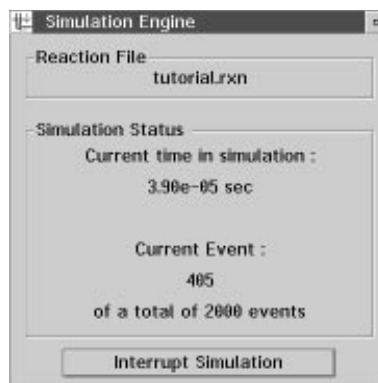 Simulation Engine
Reaction File
tutorial.rxn
Simulation Status
Current time in simulation :
3.90e-05 sec
Current Event :
405
of a total of 2000 events
Interrupt Simulation